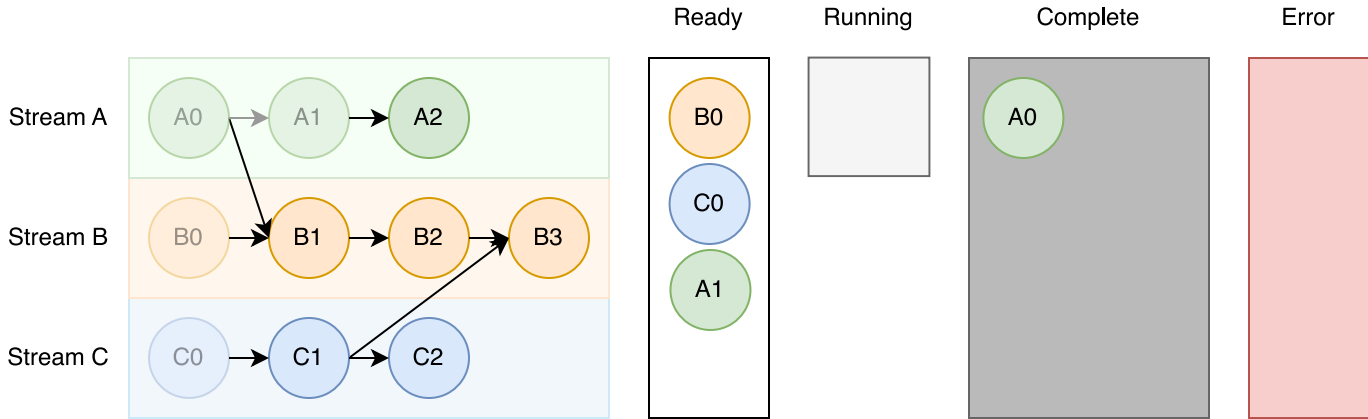 Ready Running Complete Error
Stream A A0 A1 A2 B0 A0
C0
Stream B B0 B1 B2 B3
A1
Stream C C0 C1 C2